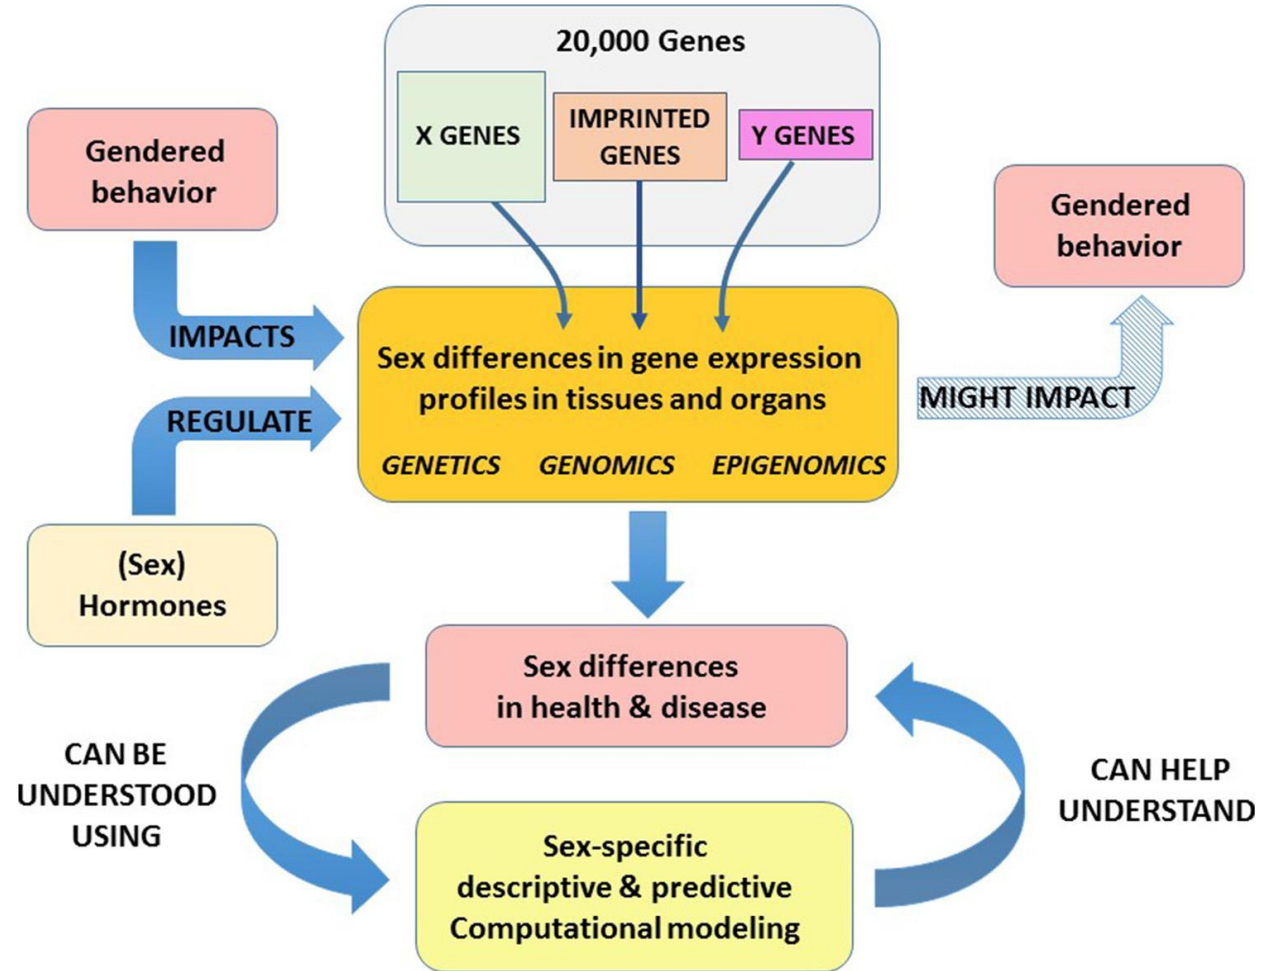 20,000 Genes
X GENES
IMPRINTED
GENES
Y GENES
Gendered
behavior
Gendered
behavior
IMPACTS
REGULATE
Sex differences in gene expression
profiles in tissues and organs
GENETICS GENOMICS EPIGENOMICS
MIGHT IMPACT
(Sex)
Hormones
Sex differences
in health & disease
CAN BE
UNDERSTOOD
USING
CAN HELP
UNDERSTAND
Sex-specific
descriptive & predictive
Computational modeling